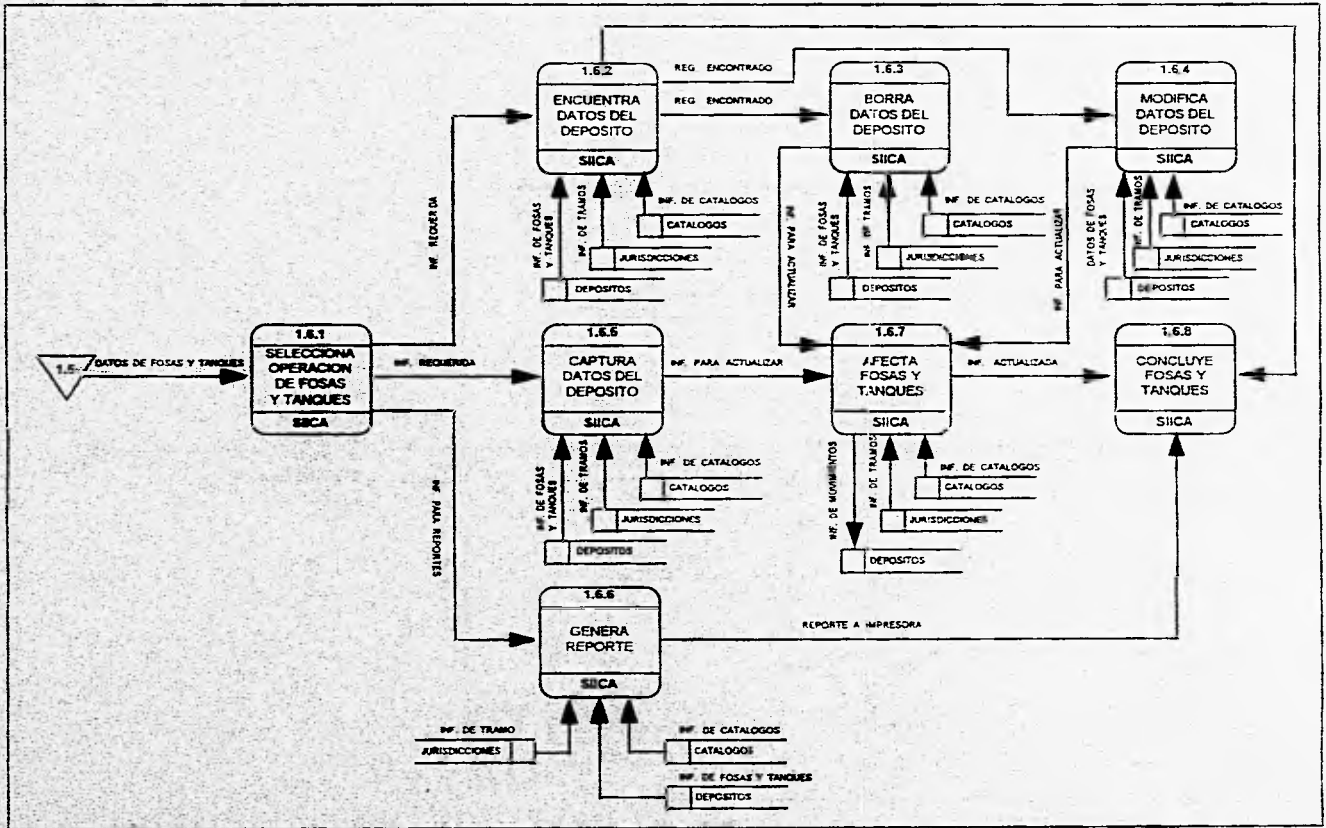 1.6.2
ENCUENTRA
DATOS DEL
DEPOSITO
SIICA
REG. ENCONTRADO
REG. ENCONTRADO
1.6.3
BORRA
DATOS DEL
DEPOSITO
SIICA
1.6.4
MODIFICA
DATOS DEL
DEPOSITO
SIICA
INF. REQUERIDA
INF. DE FOSAS
Y TANQUES
INF. DE TRAMOS
INF. DE CATALOGOS
CATALOGOS
JURISDICCIONES
DEPOSITOS
INF. PARA ACTUALIZAR
INF. DE FOSAS
Y TANQUES
INF INF TRAMOS
INF. DE CATALOGOS
CATALOGOS
JURISDICCIONES
DEPOSITOS
INF. PARA ACTUALIZAR
DATOS DE FOSAS
Y TANQUES
INF. DE TRAMOS
INF. DE CATALOGOS
CATALOGOS
JURISDICCIONES
DEPOSITOS
1.5
DATOS DE FOSAS Y TANQUES
1.6.1
SELECCIONA
OPERACION
DE FOSAS
Y TANQUES
SIICA
INF. REQUERIDA
1.6.5
CAPTURA
DATOS DEL
DEPOSITO
SIICA
INF. PARA ACTUALIZAR
1.6.7
AFECTA
FOSAS Y
TANQUES
SIICA
INF. ACTUALIZADA
1.6.8
CONCLUYE
FOSAS Y
TANQUES
SIICA
INF. PARA REPORTES
INF. DE FOSAS
Y TANQUES
INF. DE TRAMOS
INF. DE CATALOGOS
CATALOGOS
JURISDICCIONES
DEPOSITOS
INF. DE MOVIMIENTOS
INF. DE TRAMOS
INF. DE CATALOGOS
CATALOGOS
JURISDICCIONES
DEPOSITOS
1.6.6
GENERA
REPORTE
SIICA
REPORTE A IMPRESORA
INF. DE TRAMO
JURISDICCIONES
INF. DE CATALOGOS
CATALOGOS
INF. DE FOSAS Y TANQUES
DEPOSITOS